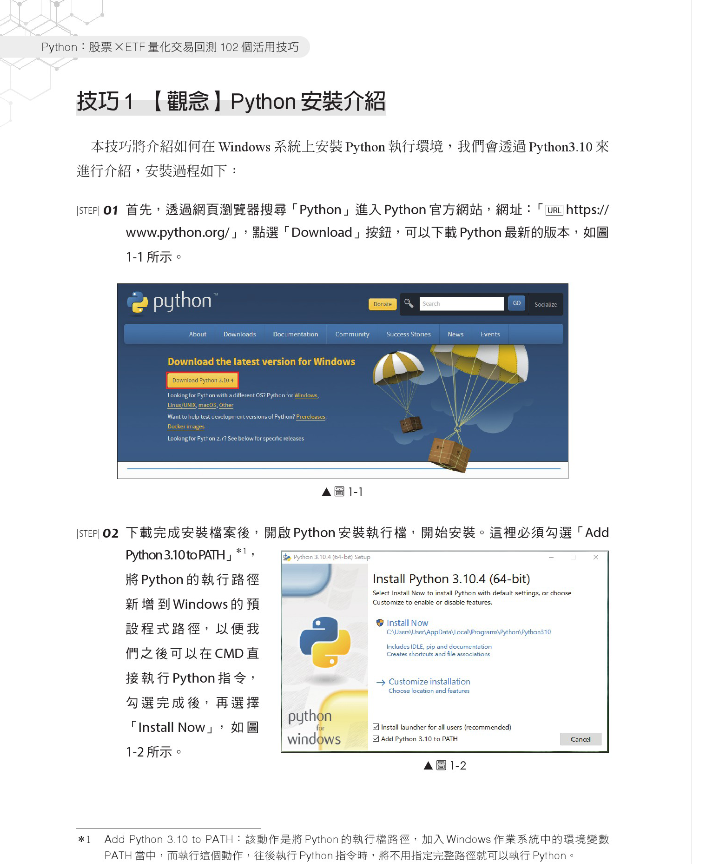 Python：股票×ETF量化交易回測 102 個活用技巧
技巧 1 【觀念】Python 安裝介紹
本技巧將介紹如何在 Windows 系統上安裝 Python 執行環境，我們會透過 Python3.10 來
進行介紹，安裝過程如下：
|STEP| 01 首先，透過網頁瀏覽器搜尋「Python」進入 Python 官方網站，網址：「URL https://
www.python.org/」，點選「Download」按鈕，可以下載 Python 最新的版本，如圖
1-1 所示。
python™
Donate
Search
GO
Socialize
About Downloads Documentation Community Success Stories News Events
Download the latest version for Windows
Download Python 3.10.4
Looking for Python with a different OS? Python for Windows,
Linux/UNIX, macOS, Other
Want to help test development versions of Python? Prereleases,
Docker images
Looking for Python 2.7? See below for specific releases
▲ 圖 1-1
|STEP| 02 下載完成安裝檔案後，開啟 Python 安裝執行檔，開始安裝。這裡必須勾選「Add
Python 3.10 to PATH」＊1，
將 Python 的執行路徑
新增到 Windows 的預
設程式路徑，以便我
們之後可以在 CMD 直
接執行 Python 指令，
勾選完成後，再選擇
「Install Now」，如圖
1-2 所示。
Python 3.10.4 (64-bit) Setup
Install Python 3.10.4 (64-bit)
Select Install Now to install Python with default settings, or choose
Customize to enable or disable features.
Install Now
C:\Users\User\AppData\Local\Programs\Python\Python310
Includes IDLE, pip and documentation
Creates shortcuts and file associations
→ Customize installation
Choose location and features
python
for
windows
Install launcher for all users (recommended)
Add Python 3.10 to PATH
Cancel
▲ 圖 1-2
＊1 Add Python 3.10 to PATH：該動作是將 Python 的執行檔路徑，加入 Windows 作業系統中的環境變數
PATH 當中，而執行這個動作，往後執行 Python 指令時，將不用指定完整路徑就可以執行 Python。